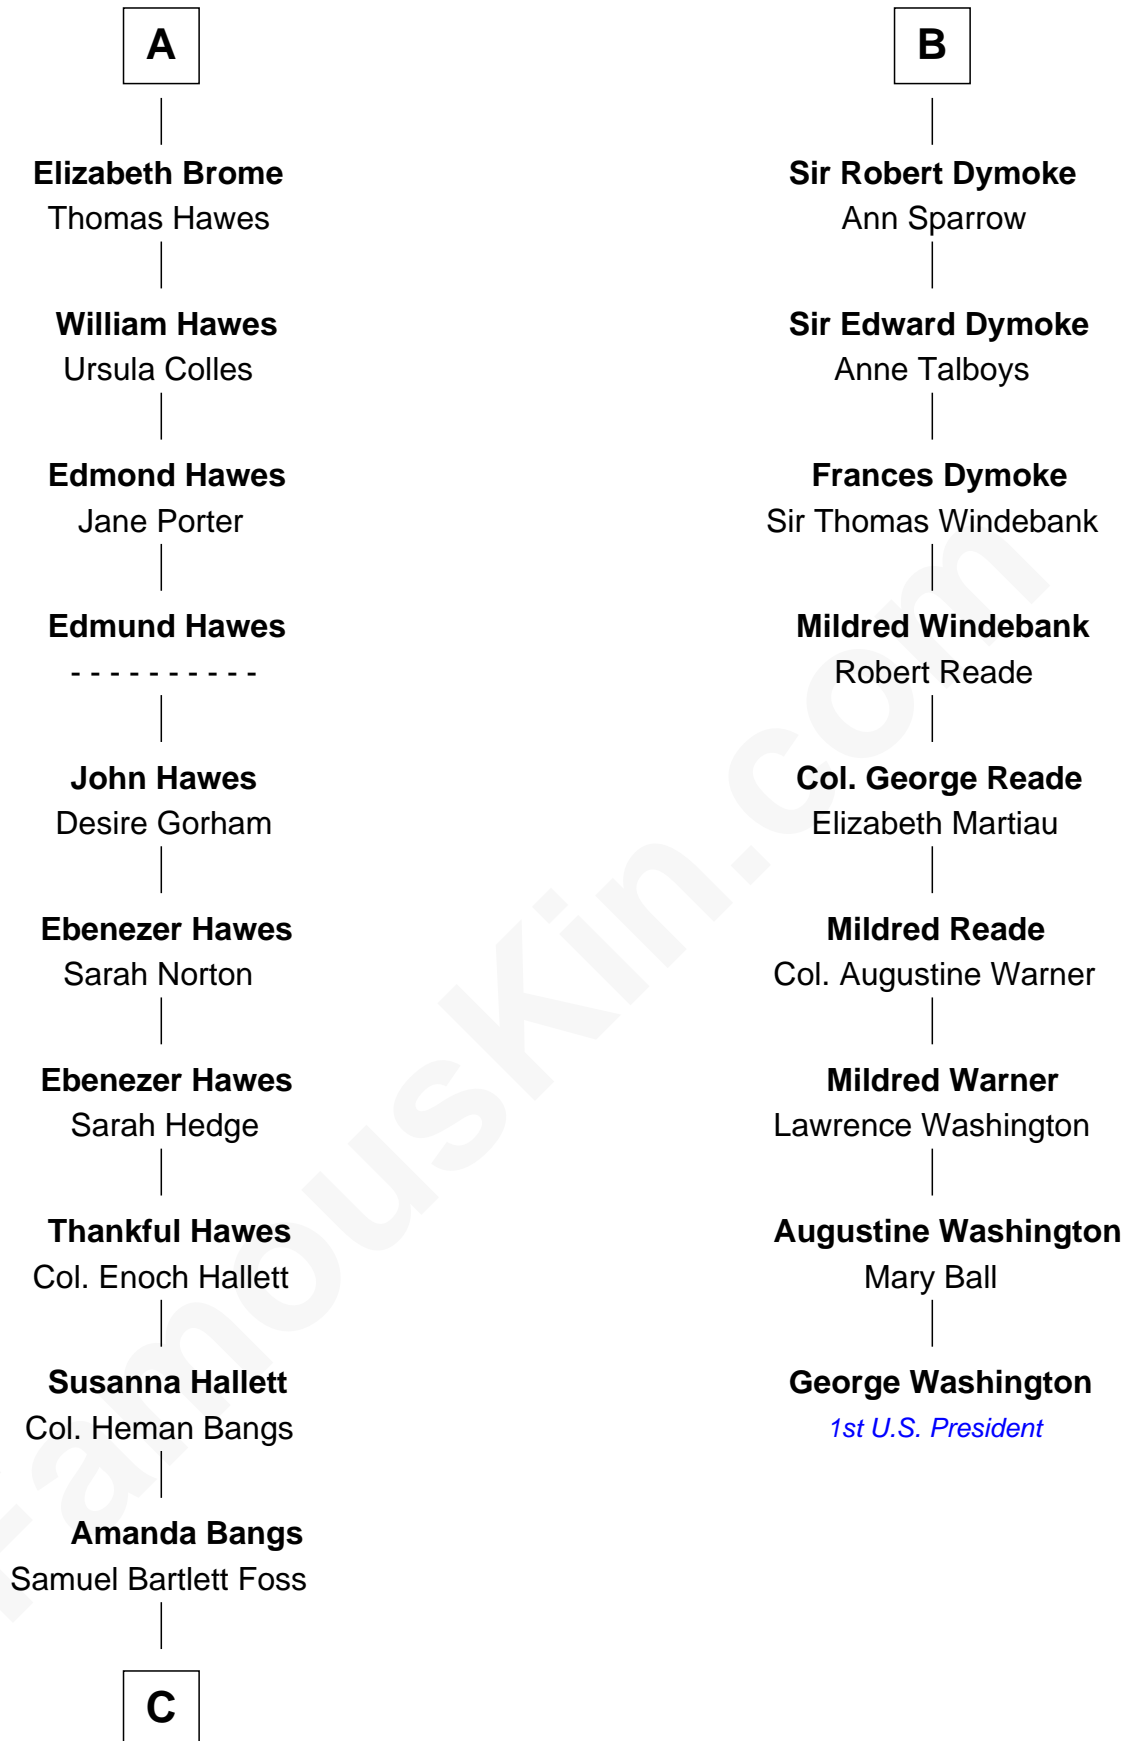 A
Elizabeth Brome
Thomas Hawes
William Hawes
Ursula Colles
Edmond Hawes
Jane Porter
Edmund Hawes
- - - - - - - - - -
John Hawes
Desire Gorham
Ebenezer Hawes
Sarah Norton
Ebenezer Hawes
Sarah Hedge
Thankful Hawes
Col. Enoch Hallett
Susanna Hallett
Col. Heman Bangs
Amanda Bangs
Samuel Bartlett Foss
C
B
Sir Robert Dymoke
Ann Sparrow
Sir Edward Dymoke
Anne Talboys
Frances Dymoke
Sir Thomas Windebank
Mildred Windebank
Robert Reade
Col. George Reade
Elizabeth Martiau
Mildred Reade
Col. Augustine Warner
Mildred Warner
Lawrence Washington
Augustine Washington
Mary Ball
George Washington
1st U.S. President
FamousKin.com